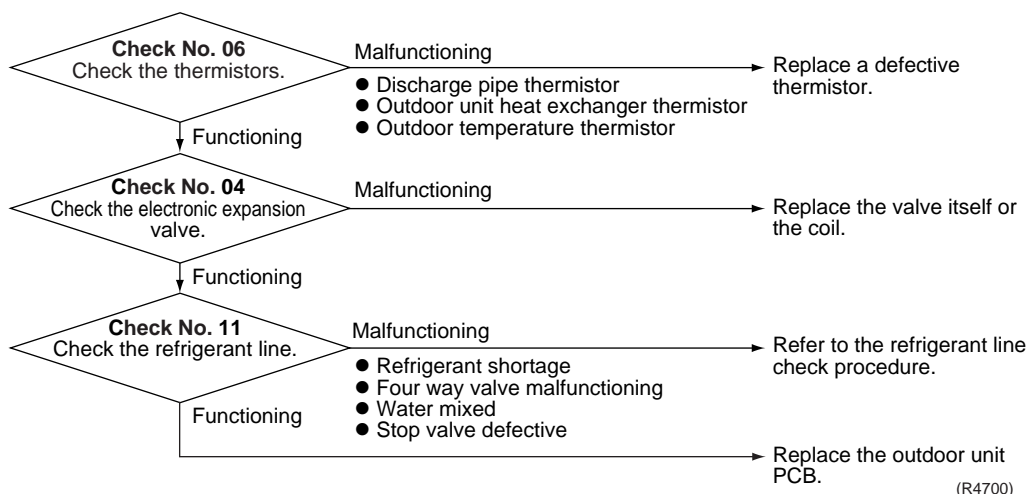 Check No. 06
Check the thermistors.
Malfunctioning
● Discharge pipe thermistor
● Outdoor unit heat exchanger thermistor
● Outdoor temperature thermistor
Replace a defective
thermistor.
Functioning
Check No. 04
Check the electronic expansion
valve.
Malfunctioning
Replace the valve itself or
the coil.
Functioning
Check No. 11
Check the refrigerant line.
Malfunctioning
● Refrigerant shortage
● Four way valve malfunctioning
● Water mixed
● Stop valve defective
Refer to the refrigerant line
check procedure.
Functioning
Replace the outdoor unit
PCB.
(R4700)